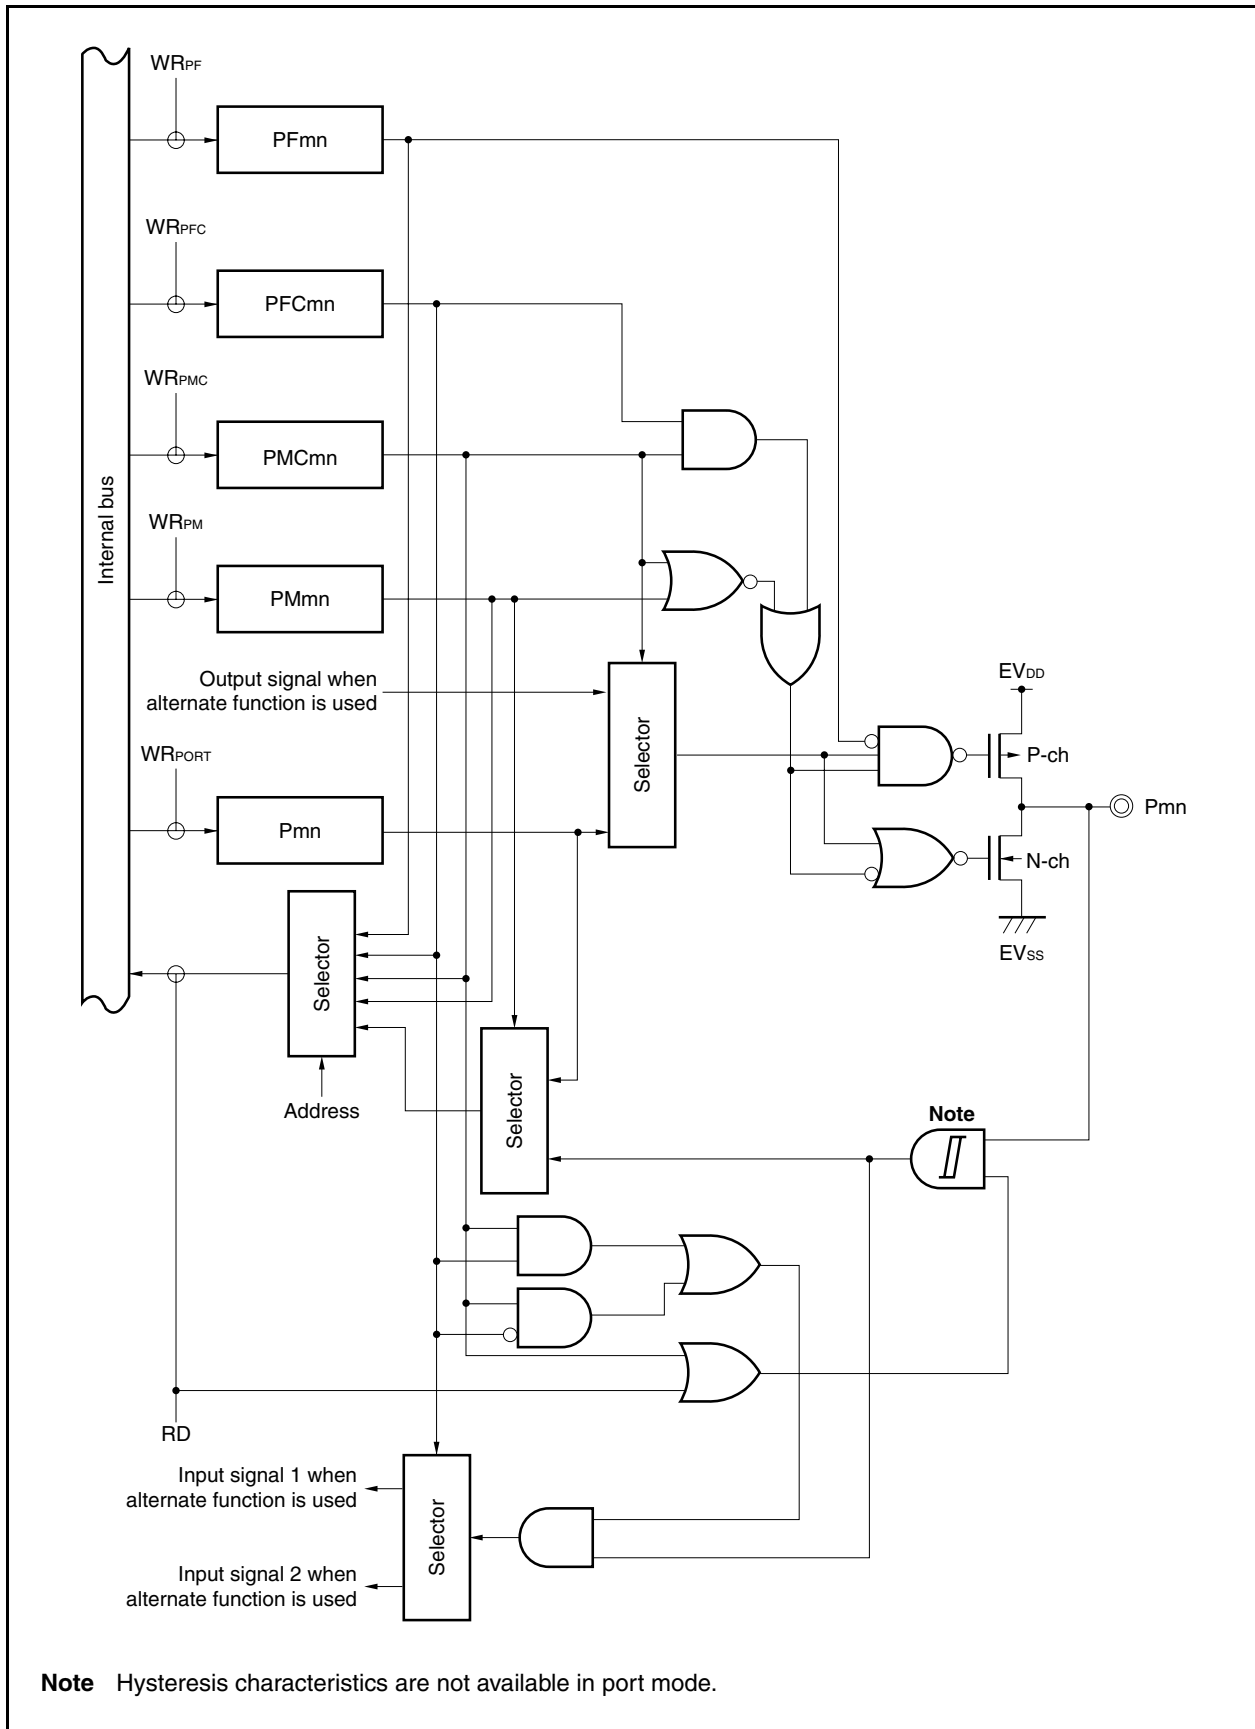 WRPF
PFmn
WRPFC
PFCmn
WRPMC
PMCmn
Internal bus
WRPM
PMmn
Output signal when
alternate function is used
Selector
EVDD
P-ch
WRPORT
Pmn
Pmn
N-ch
EVSS
Selector
Address
Selector
Note
RD
Input signal 1 when
alternate function is used
Selector
Input signal 2 when
alternate function is used
Note Hysteresis characteristics are not available in port mode.